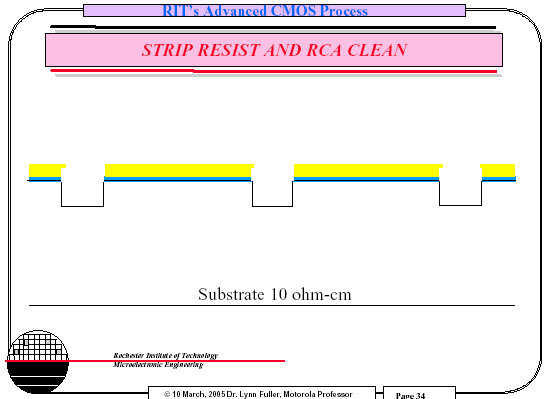 RIT's Advanced CMOS Process
STRIP RESIST AND RCA CLEAN
Substrate 10 ohm-cm
Rochester Institute of Technology
Microelectronic Engineering
© 10 March, 2005 Dr. Lynn Fuller, Motorola Professor
Page 34